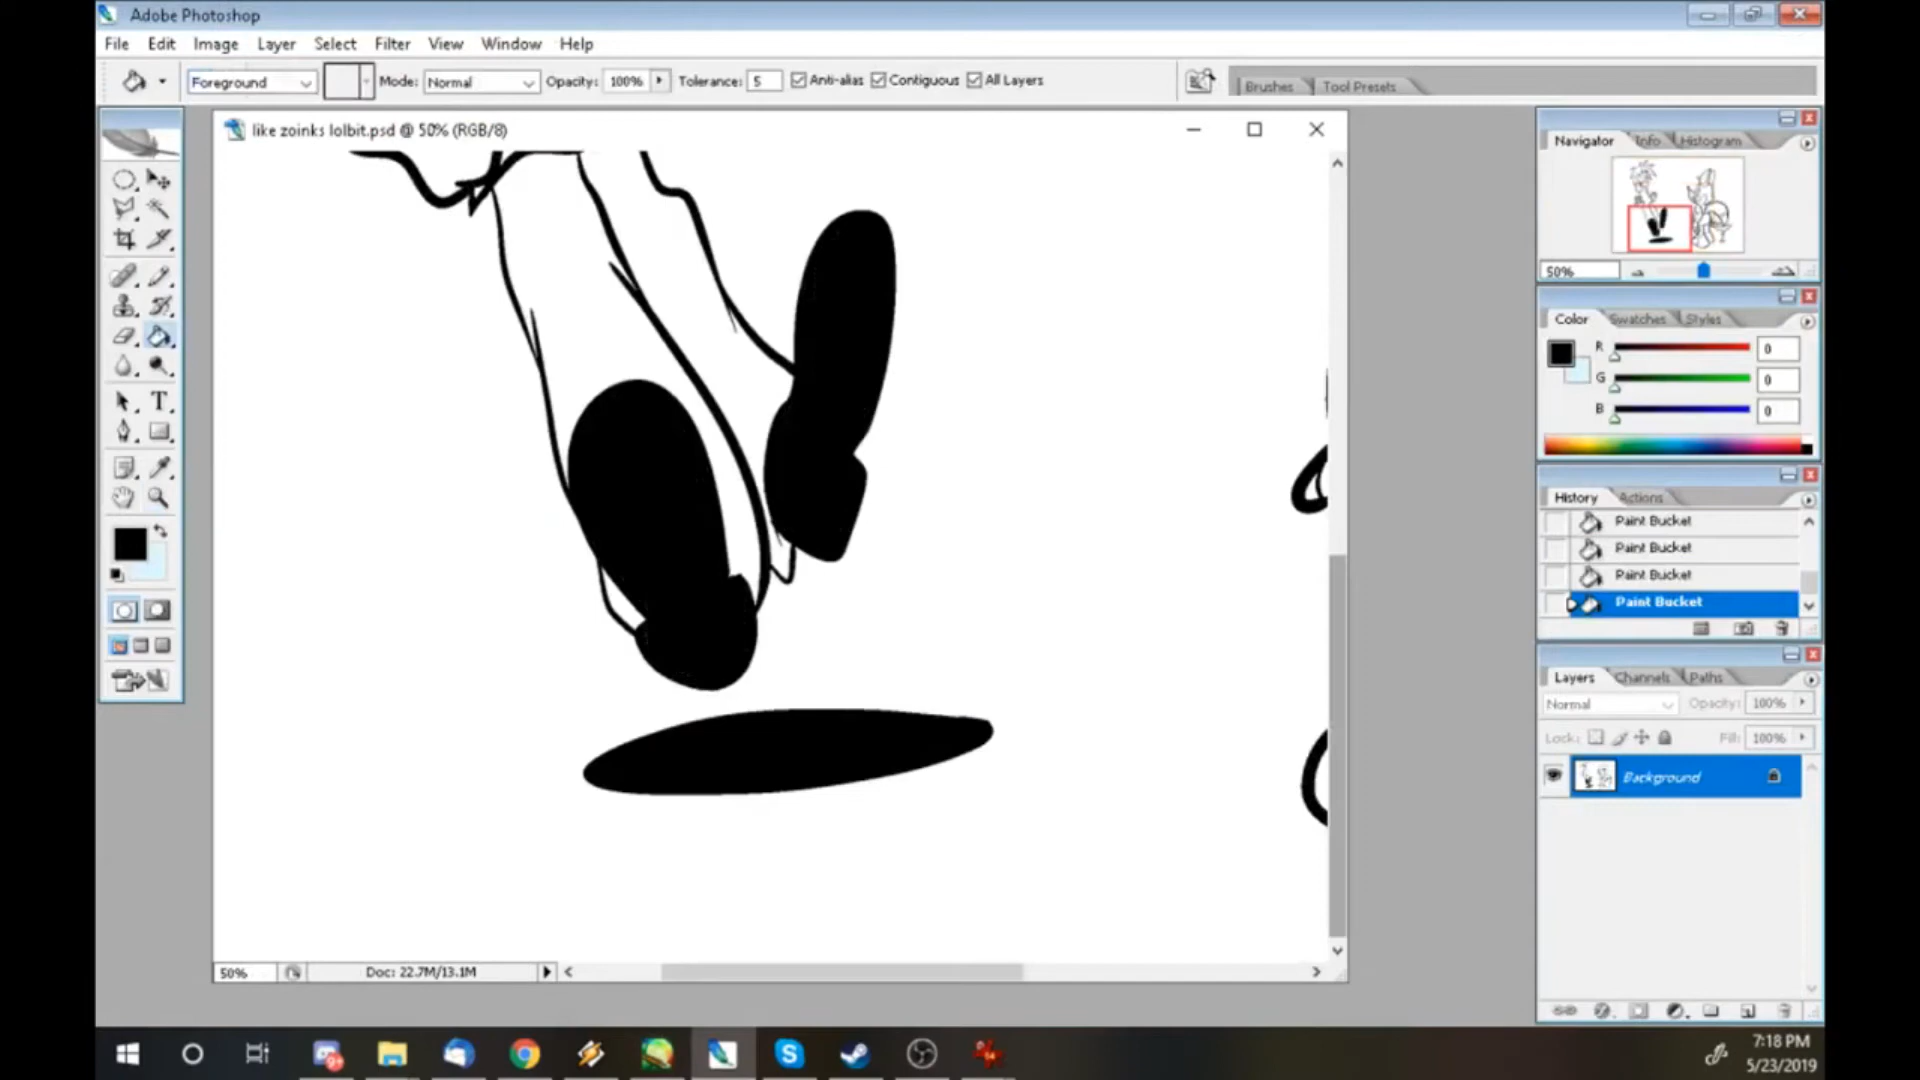 Adobe Photoshop
File Edit Image Layer Select Filter View Window Help
Foreground Mode: Normal Opacity: 100% Tolerance: 5 Anti-alias Contiguous All Layers Brushes Tool Presets
like zoinks lolbit.psd @ 50% (RGB/8)
Navigator Info Histogram
50%
Color Swatches Styles
R 0
G 0
B 0
History Actions
Paint Bucket
Paint Bucket
Paint Bucket
Paint Bucket
Layers Channels Paths
Normal Opacity: 100%
Lock: Fill: 100%
Background
T
50% Doc: 22.7M/13.1M
7:18 PM
5/23/2019